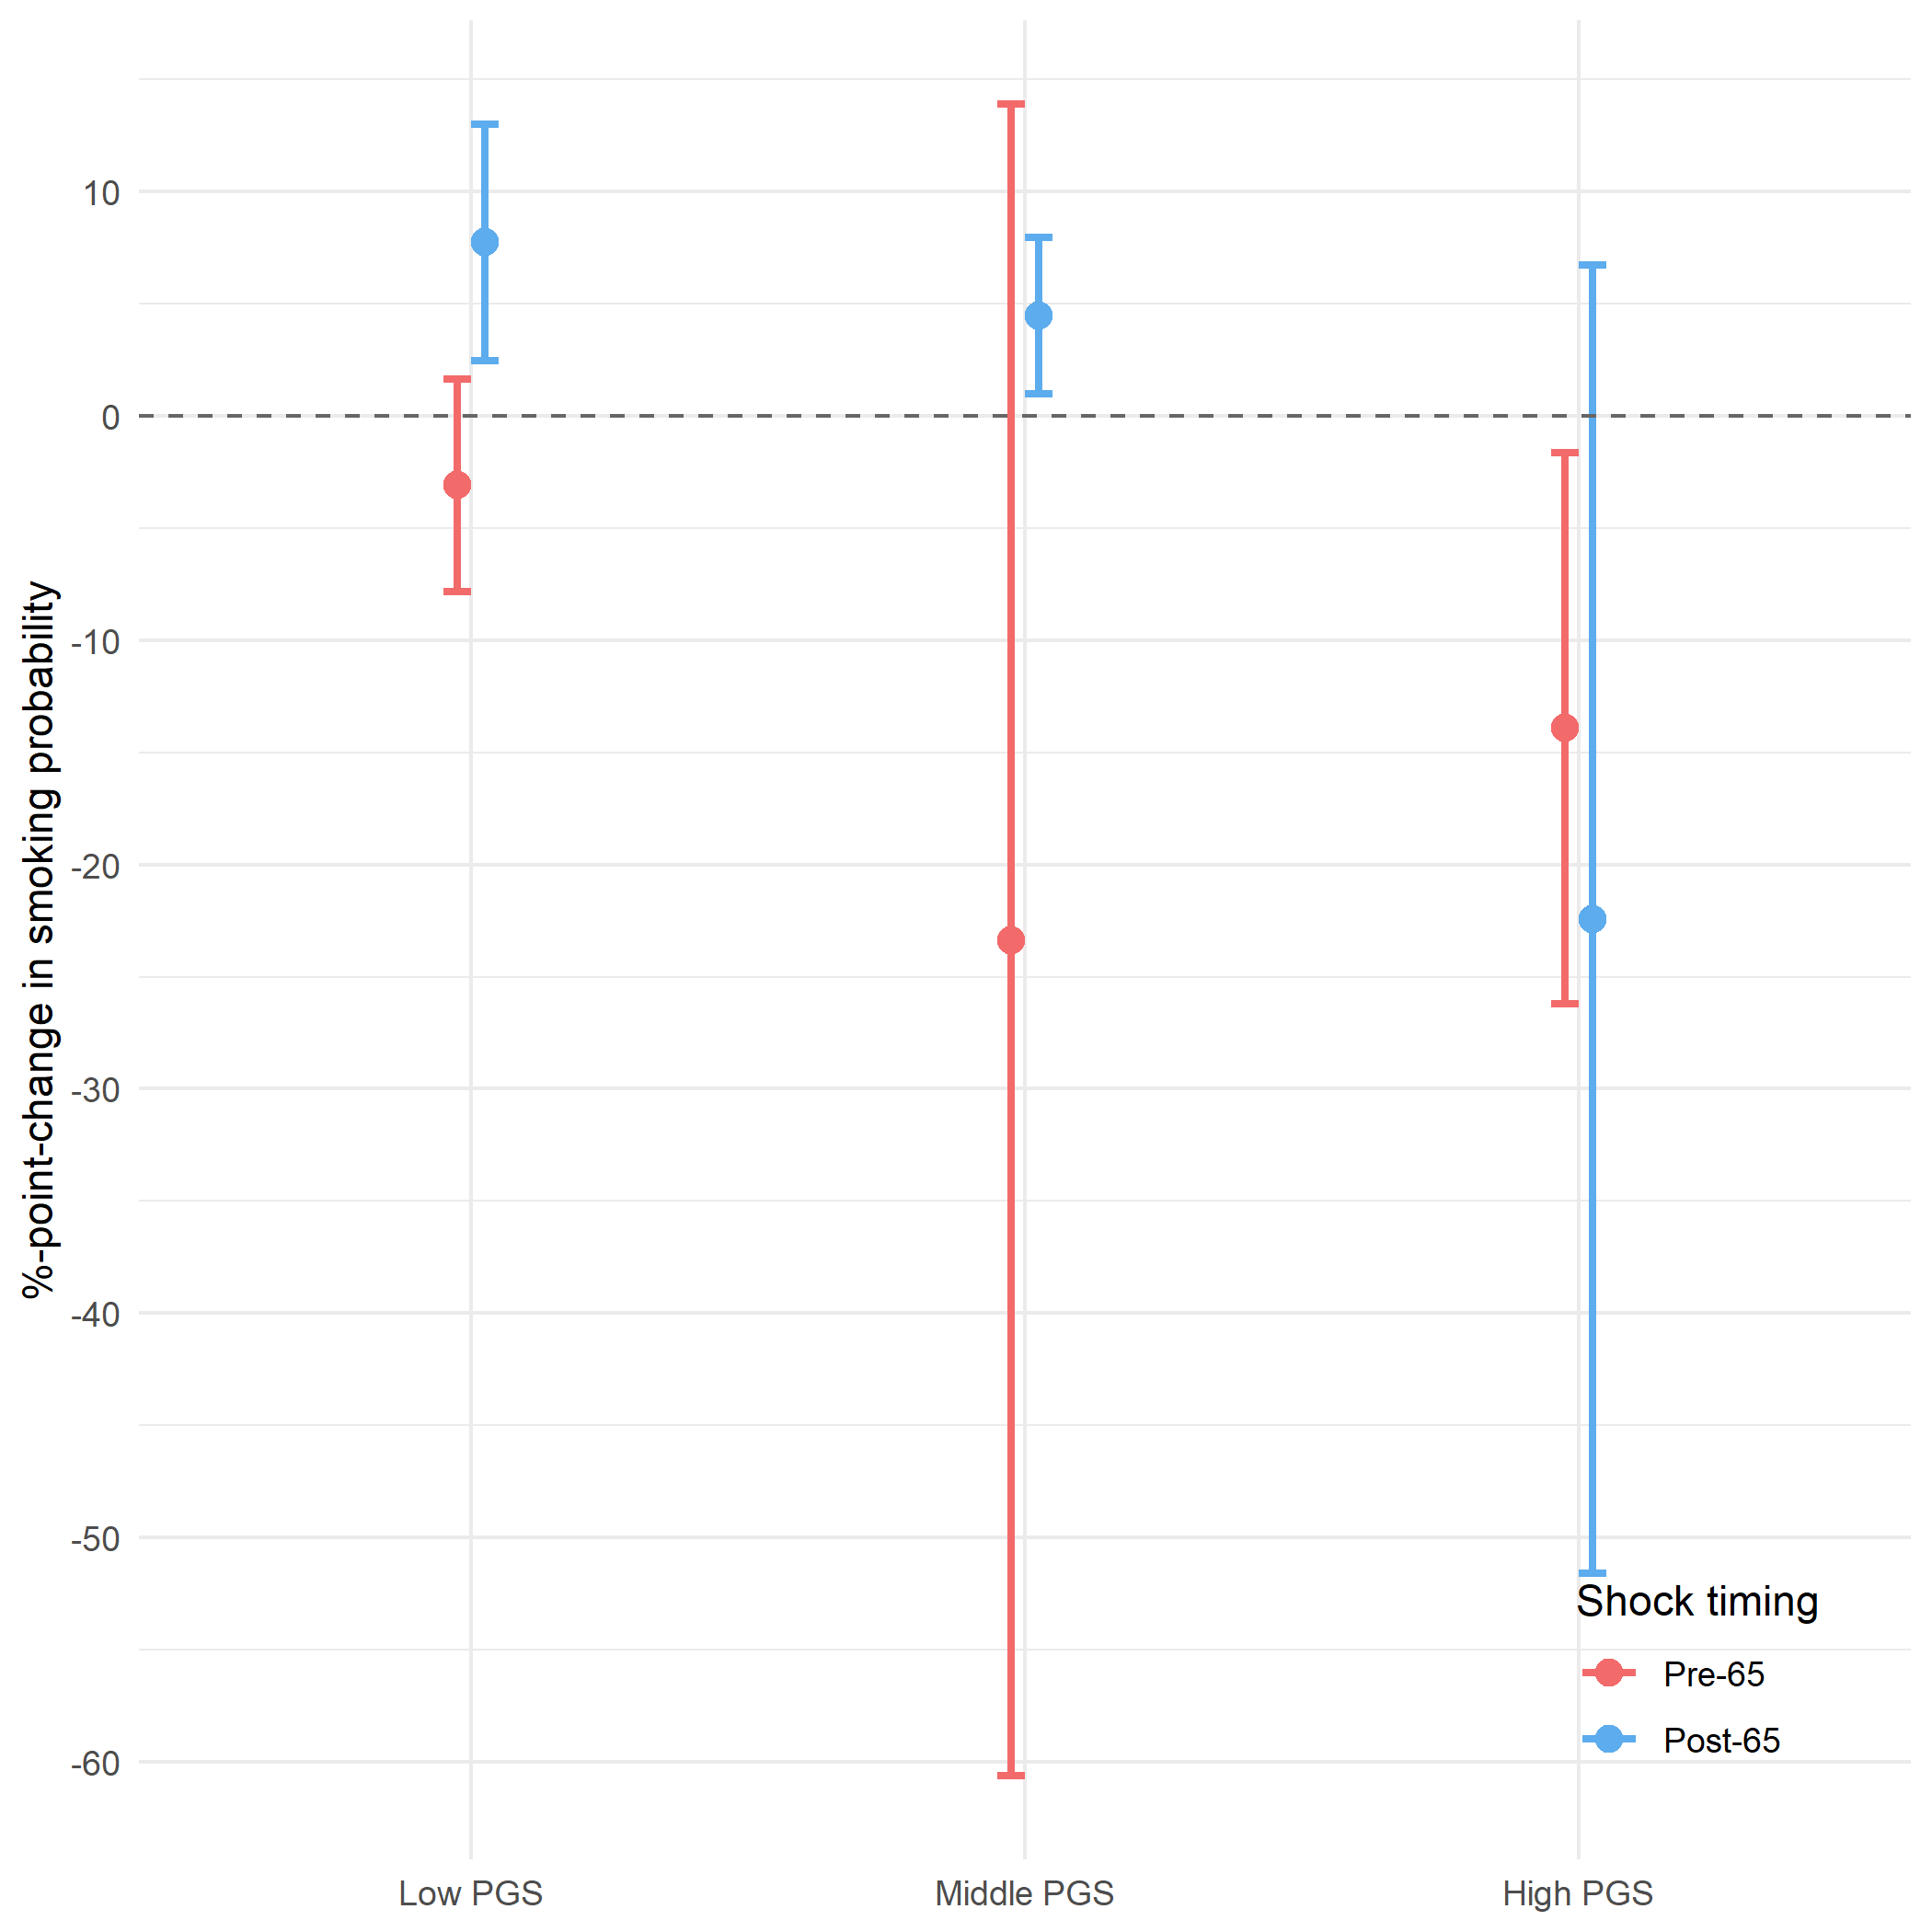 %-point-change in smoking probability
10
0
-10
-20
-30
-40
-50
-60
Low PGS
Middle PGS
High PGS
Shock timing
Pre-65
Post-65